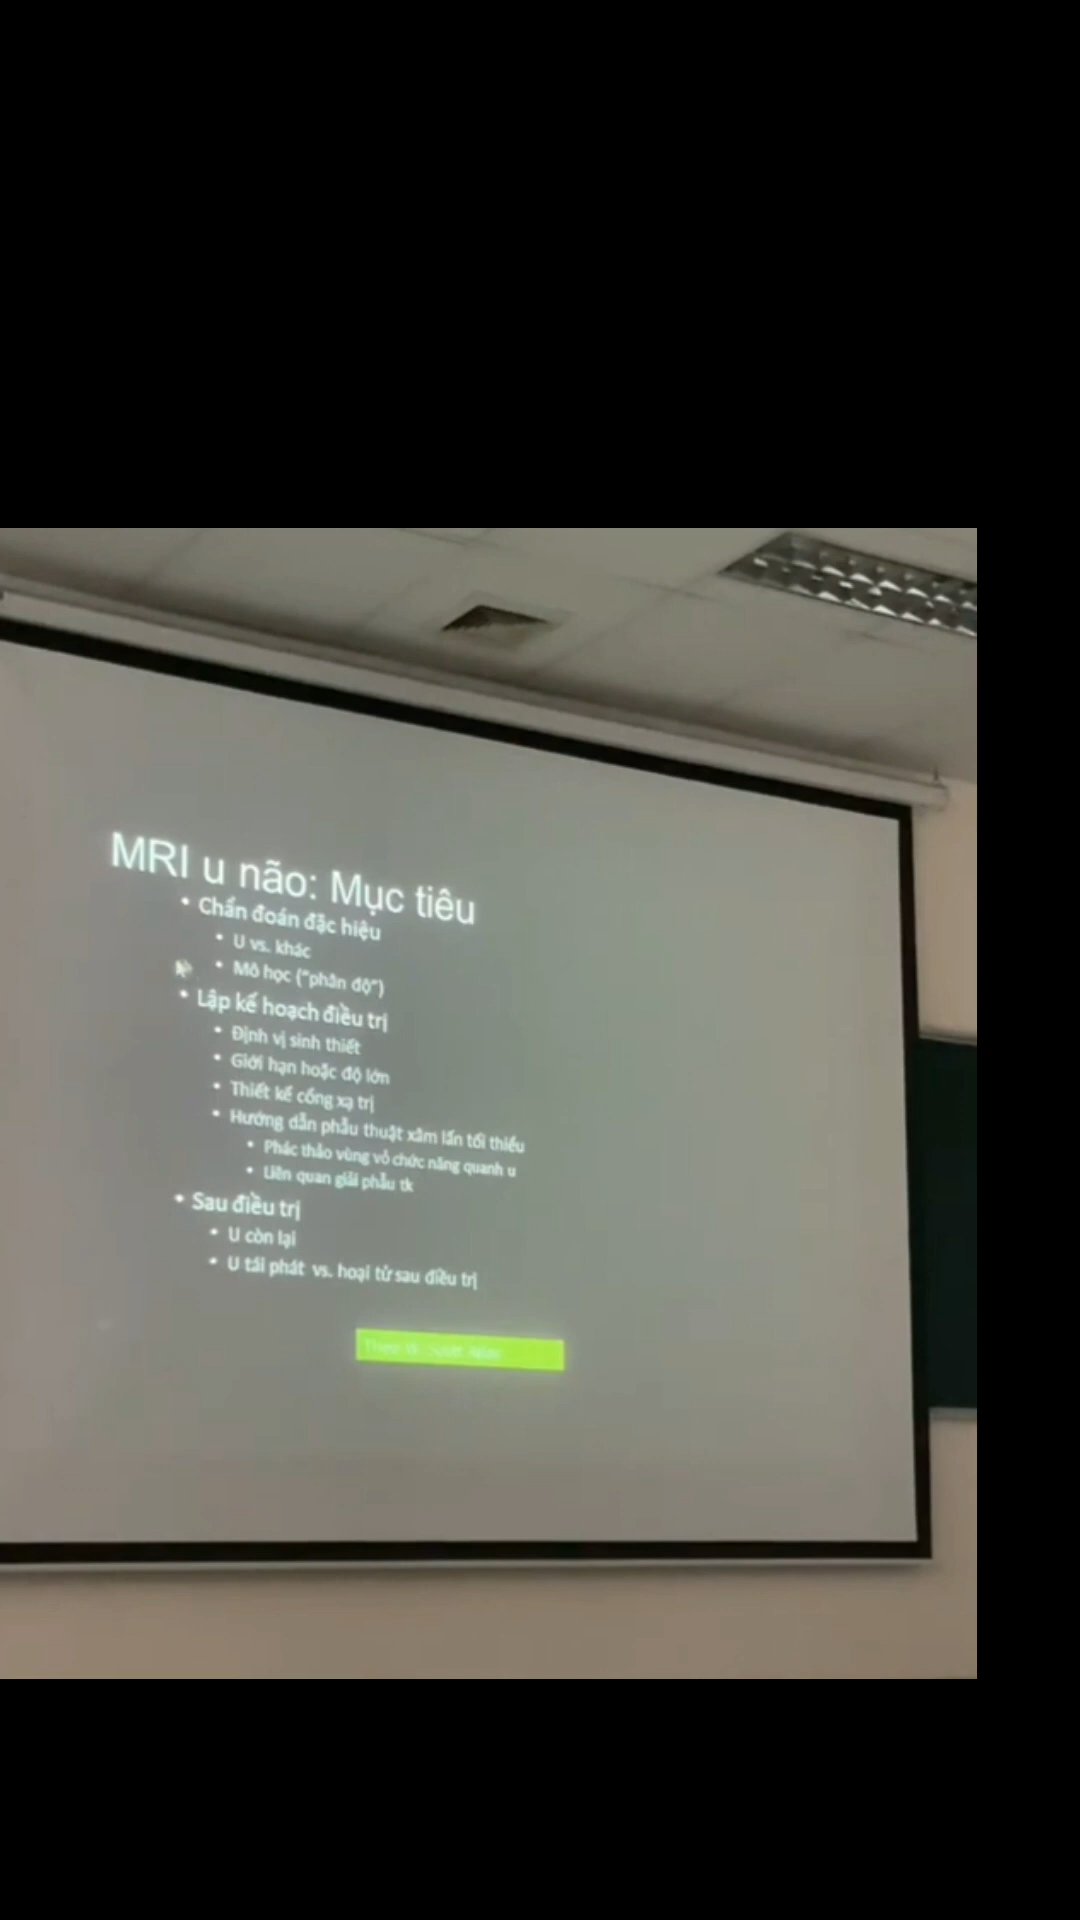 MRI u não: Mục tiêu
• Chẩn đoán đặc hiệu
• U vs. khác
• Mô học ("phân độ")
• Lập kế hoạch điều trị
• Định vị sinh thiết
• Giới hạn hoặc độ lớn
• Thiết kế cổng xạ trị
• Hướng dẫn phẫu thuật xâm lấn tối thiểu
• Phác thảo vùng vỏ chức năng quanh u
• Liên quan giải phẫu tk
• Sau điều trị
• U còn lại
• U tái phát vs. hoại tử sau điều trị